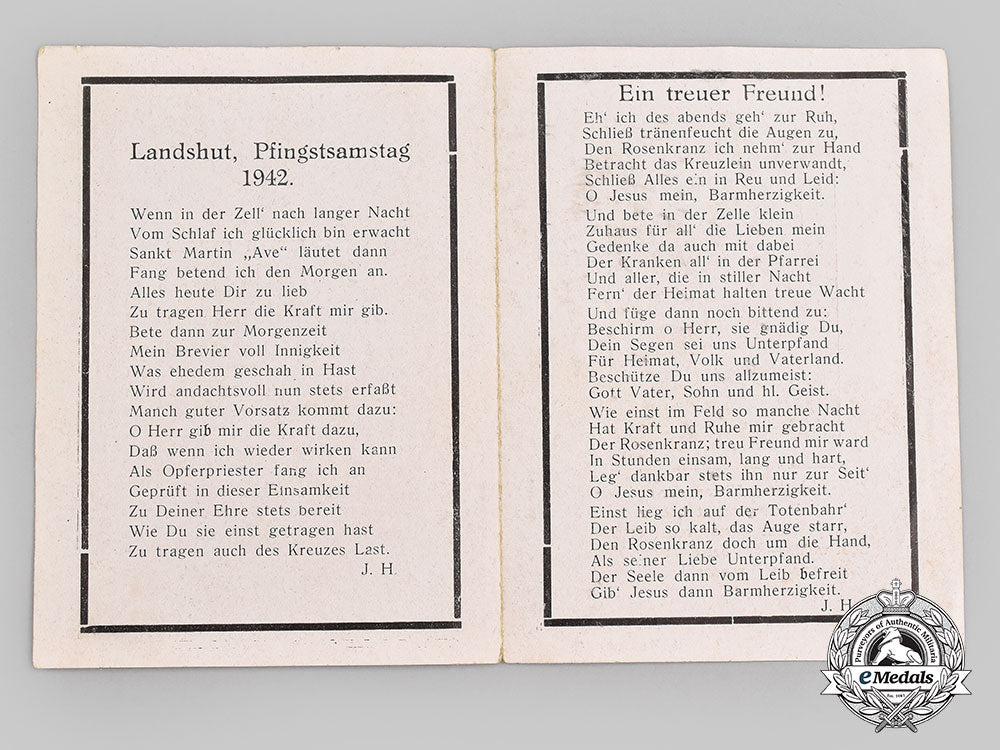 Landshut, Pfingstsamstag
1942.
Wenn in der Zell' nach langer Nacht
Vom Schlaf ich glücklich bin erwacht
Sankt Martin „Ave" läutet dann
Fang betend ich den Morgen an.
Alles heute Dir zu lieb
Zu tragen Herr die Kraft mir gib.
Bete dann zur Morgenzeit
Mein Brevier voll Innigkeit
Was ehedem geschah in Hast
Wird andachtsvoll nun stets erfaßt
Manch guter Vorsatz kommt dazu:
O Herr gib mir die Kraft dazu,
Daß wenn ich wieder wirken kann
Als Opferpriester fang ich an
Geprüft in dieser Einsamkeit
Zu Deiner Ehre stets bereit
Wie Du sie einst getragen hast
Zu tragen auch des Kreuzes Last.
J. H.
Ein treuer Freund!
Eh' ich des abends geh' zur Ruh,
Schließ tränenfeucht die Augen zu,
Den Rosenkranz ich nehm' zur Hand
Betracht das Kreuzlein unverwandt,
Schließ Alles ein in Reu und Leid:
O Jesus mein, Barmherzigkeit.
Und bete in der Zelle klein
Zuhaus für all' die Lieben mein
Gedenke da auch mit dabei
Der Kranken all' in der Pfarrei
Und aller, die in stiller Nacht
Fern' der Heimat halten treue Wacht
Und füge dann noch bittend zu:
Beschirm o Herr, sie gnädig Du,
Dein Segen sei uns Unterpfand
Für Heimat, Volk und Vaterland.
Beschütze Du uns allzumeist:
Gott Vater, Sohn und hl. Geist.
Wie einst im Feld so manche Nacht
Hat Kraft und Ruhe mir gebracht
Der Rosenkranz; treu Freund mir ward
In Stunden einsam, lang und hart,
Leg' dankbar stets ihn nur zur Seit'
O Jesus mein, Barmherzigkeit.
Einst lieg ich auf der Totenbahr'
Der Leib so kalt, das Auge starr,
Den Rosenkranz doch um die Hand,
Als seiner Liebe Unterpfand.
Der Seele dann vom Leib befreit
Gib' Jesus dann Barmherzigkeit.
J. H
Purveyors of Authentic Militaria
eMedals